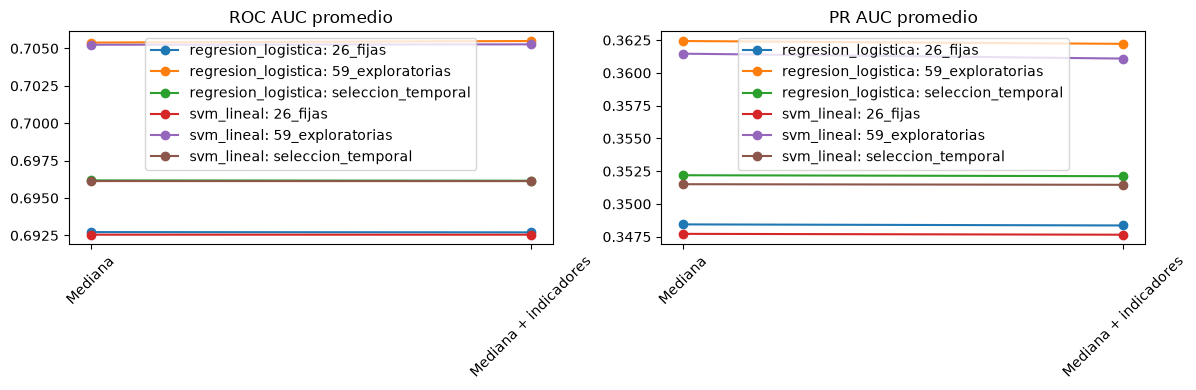 ROC AUC promedio
0.7050
0.7025
0.7000
0.6975
0.6950
0.6925
regresion_logistica: 26_fijas
regresion_logistica: 59_exploratorias
regresion_logistica: seleccion_temporal
svm_lineal: 26_fijas
svm_lineal: 59_exploratorias
svm_lineal: seleccion_temporal
Mediana
Mediana + indicadores
PR AUC promedio
0.3625
0.3600
0.3575
0.3550
0.3525
0.3500
0.3475
regresion_logistica: 26_fijas
regresion_logistica: 59_exploratorias
regresion_logistica: seleccion_temporal
svm_lineal: 26_fijas
svm_lineal: 59_exploratorias
svm_lineal: seleccion_temporal
Mediana
Mediana + indicadores